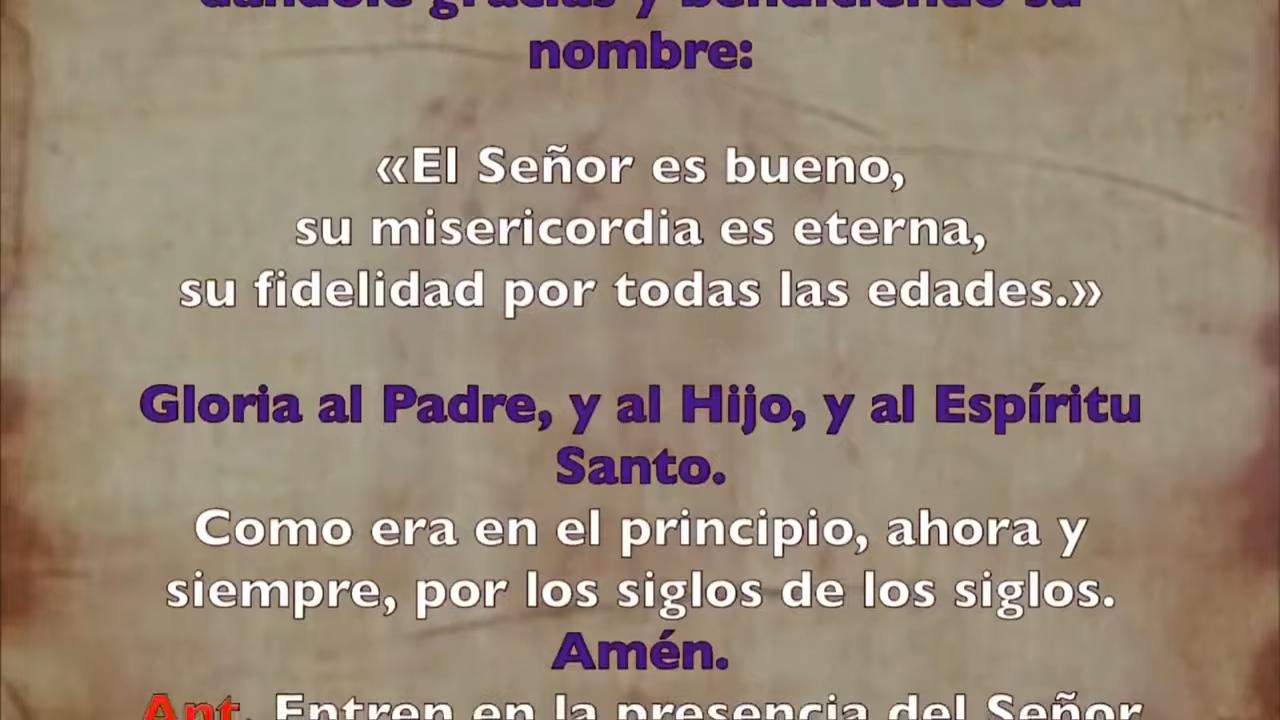 dándole gracias y bendiciendo su
nombre:
«El Señor es bueno,
su misericordia es eterna,
su fidelidad por todas las edades.»
Gloria al Padre, y al Hijo, y al Espíritu
Santo.
Como era en el principio, ahora y
siempre, por los siglos de los siglos.
Amén.
Ant. Entren en la presencia del Señor